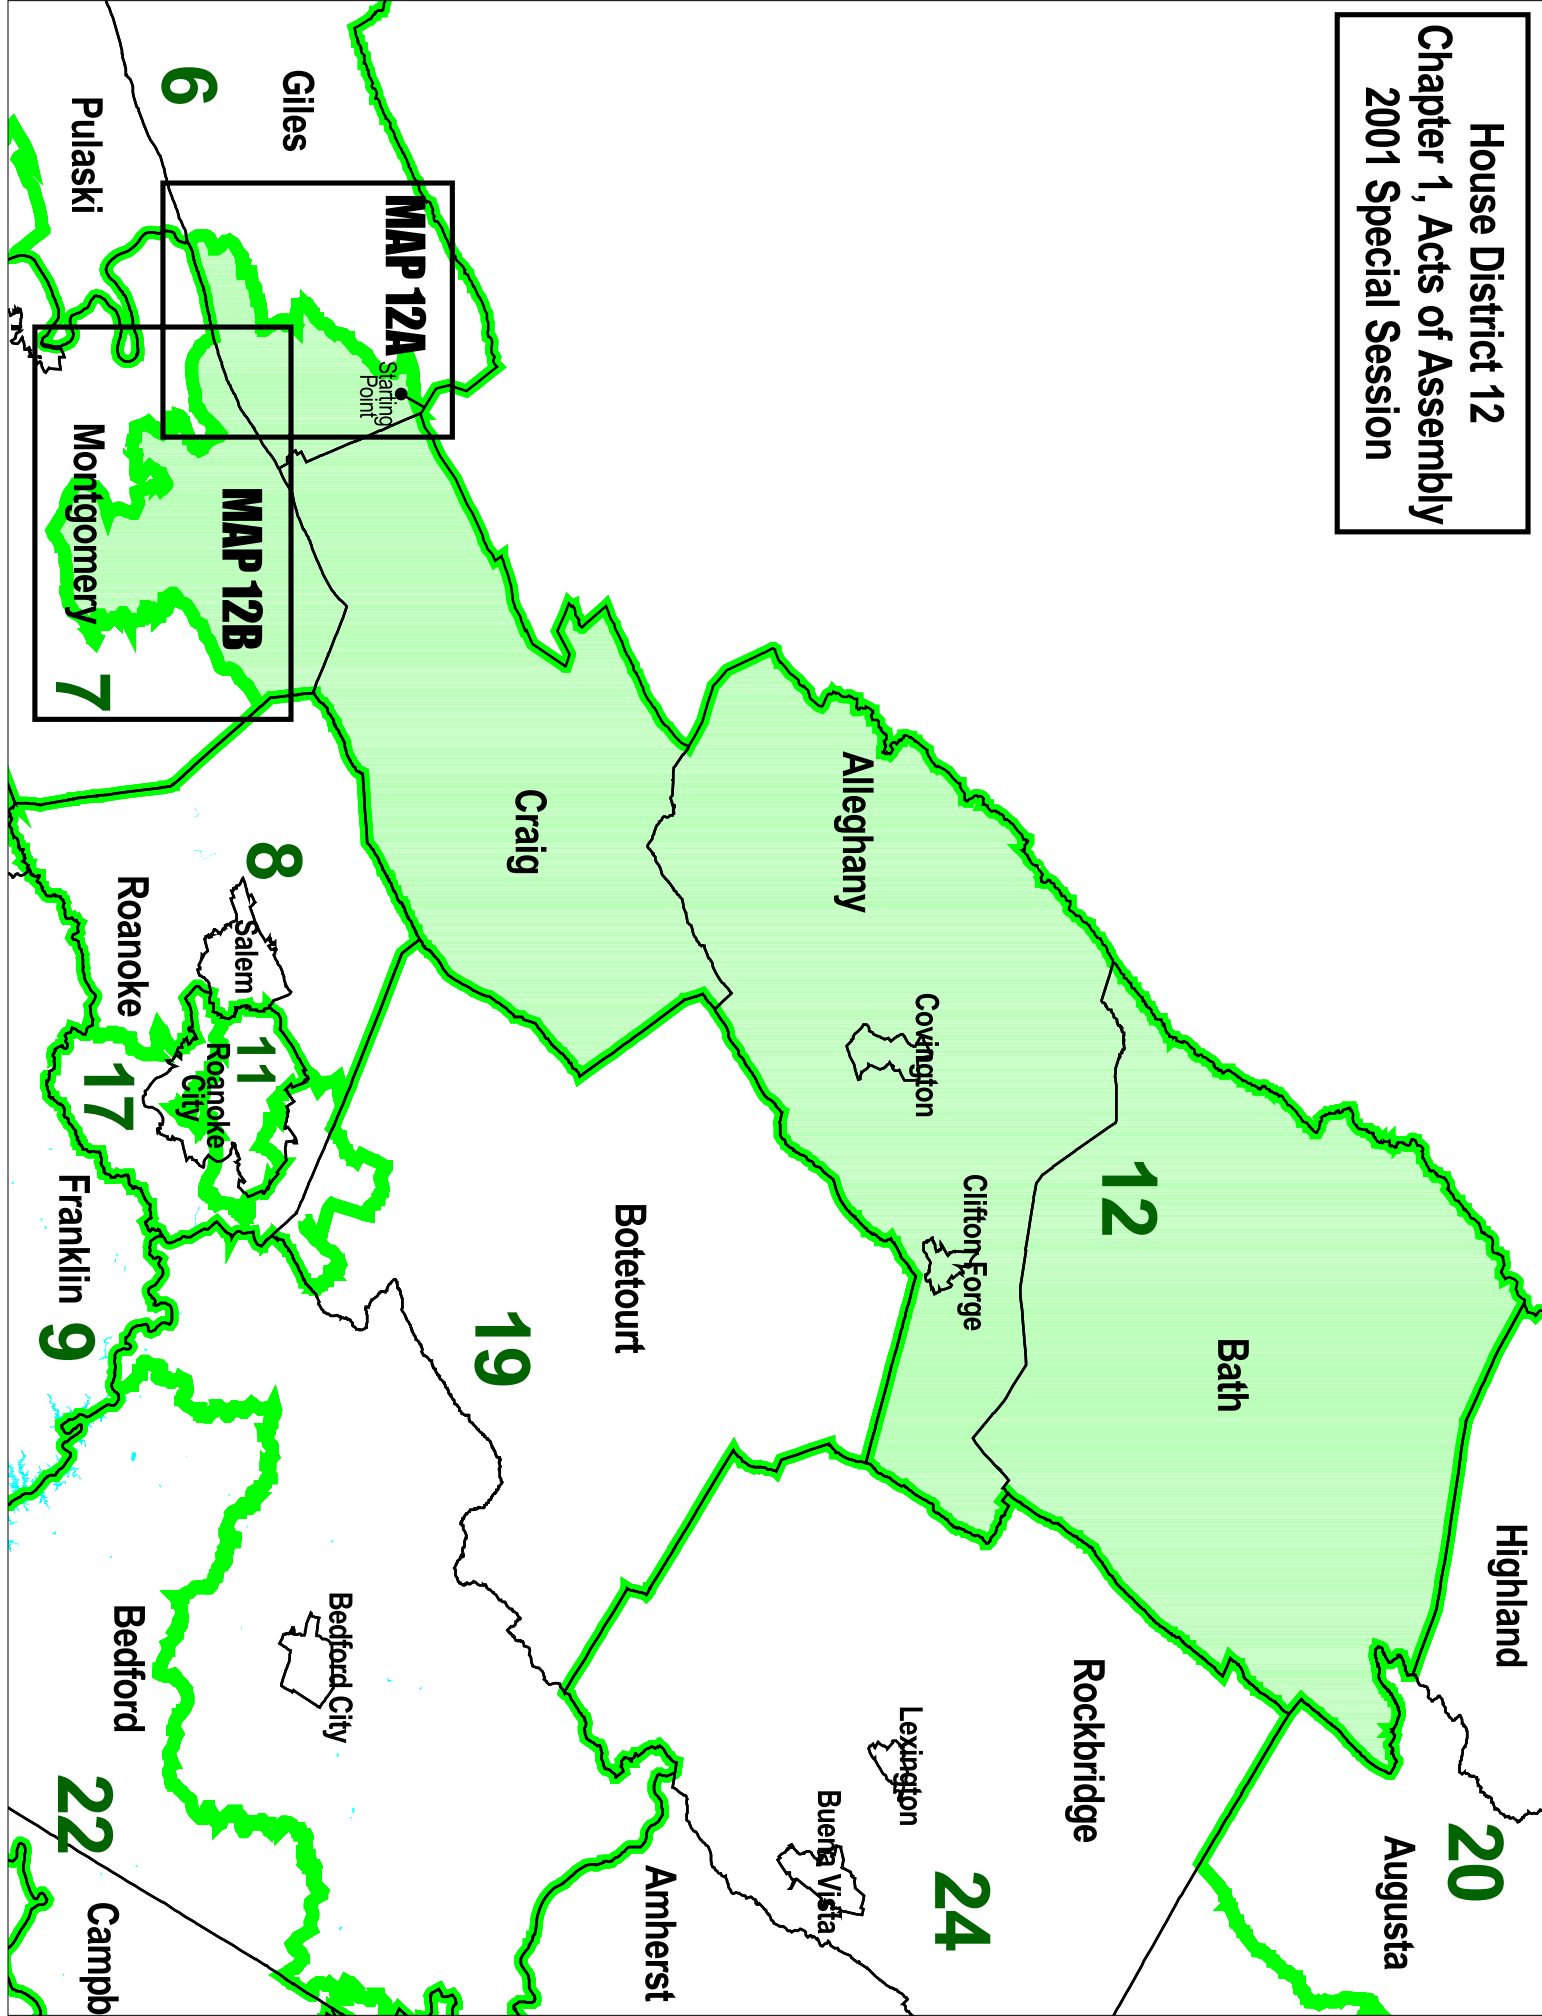 House District 12
Chapter 1, Acts of Assembly
2001 Special Session
Highland
20
Augusta
Bath
12
Rockbridge
24
Lexington
Buena Vista
Clifton Forge
Covington
Alleghany
Craig
Botetourt
19
Amherst
MAP 12A
Starting
Point
Giles
6
Pulaski
MAP 12B
Montgomery
7
8
Salem
Roanoke
11
Roanoke
City
17
Franklin
9
Bedford City
Bedford
22
Campb